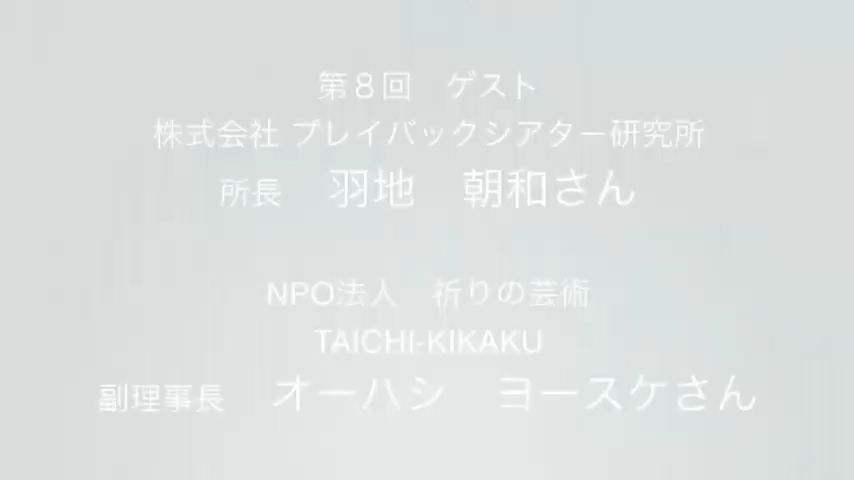 第８回　ゲスト
株式会社 プレイバックシアター研究所
所長　羽地　朝和さん
NPO法人　祈りの芸術
TAICHI-KIKAKU
副理事長　オーハシ　ヨースケさん